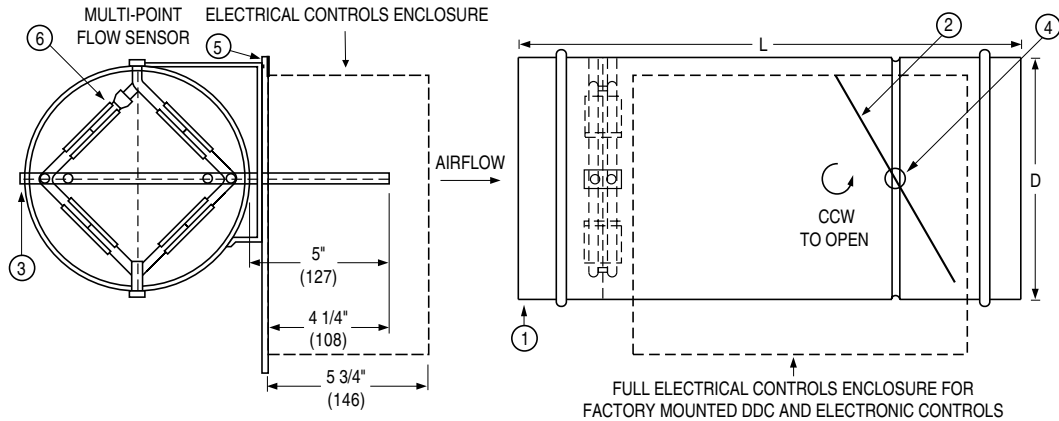 MULTI-POINT
FLOW SENSOR
ELECTRICAL CONTROLS ENCLOSURE
6
5
3
5"
(127)
4 1/4"
(108)
5 3/4"
(146)
AIRFLOW
L
2
4
D
CCW
TO OPEN
1
FULL ELECTRICAL CONTROLS ENCLOSURE FOR
FACTORY MOUNTED DDC AND ELECTRONIC CONTROLS